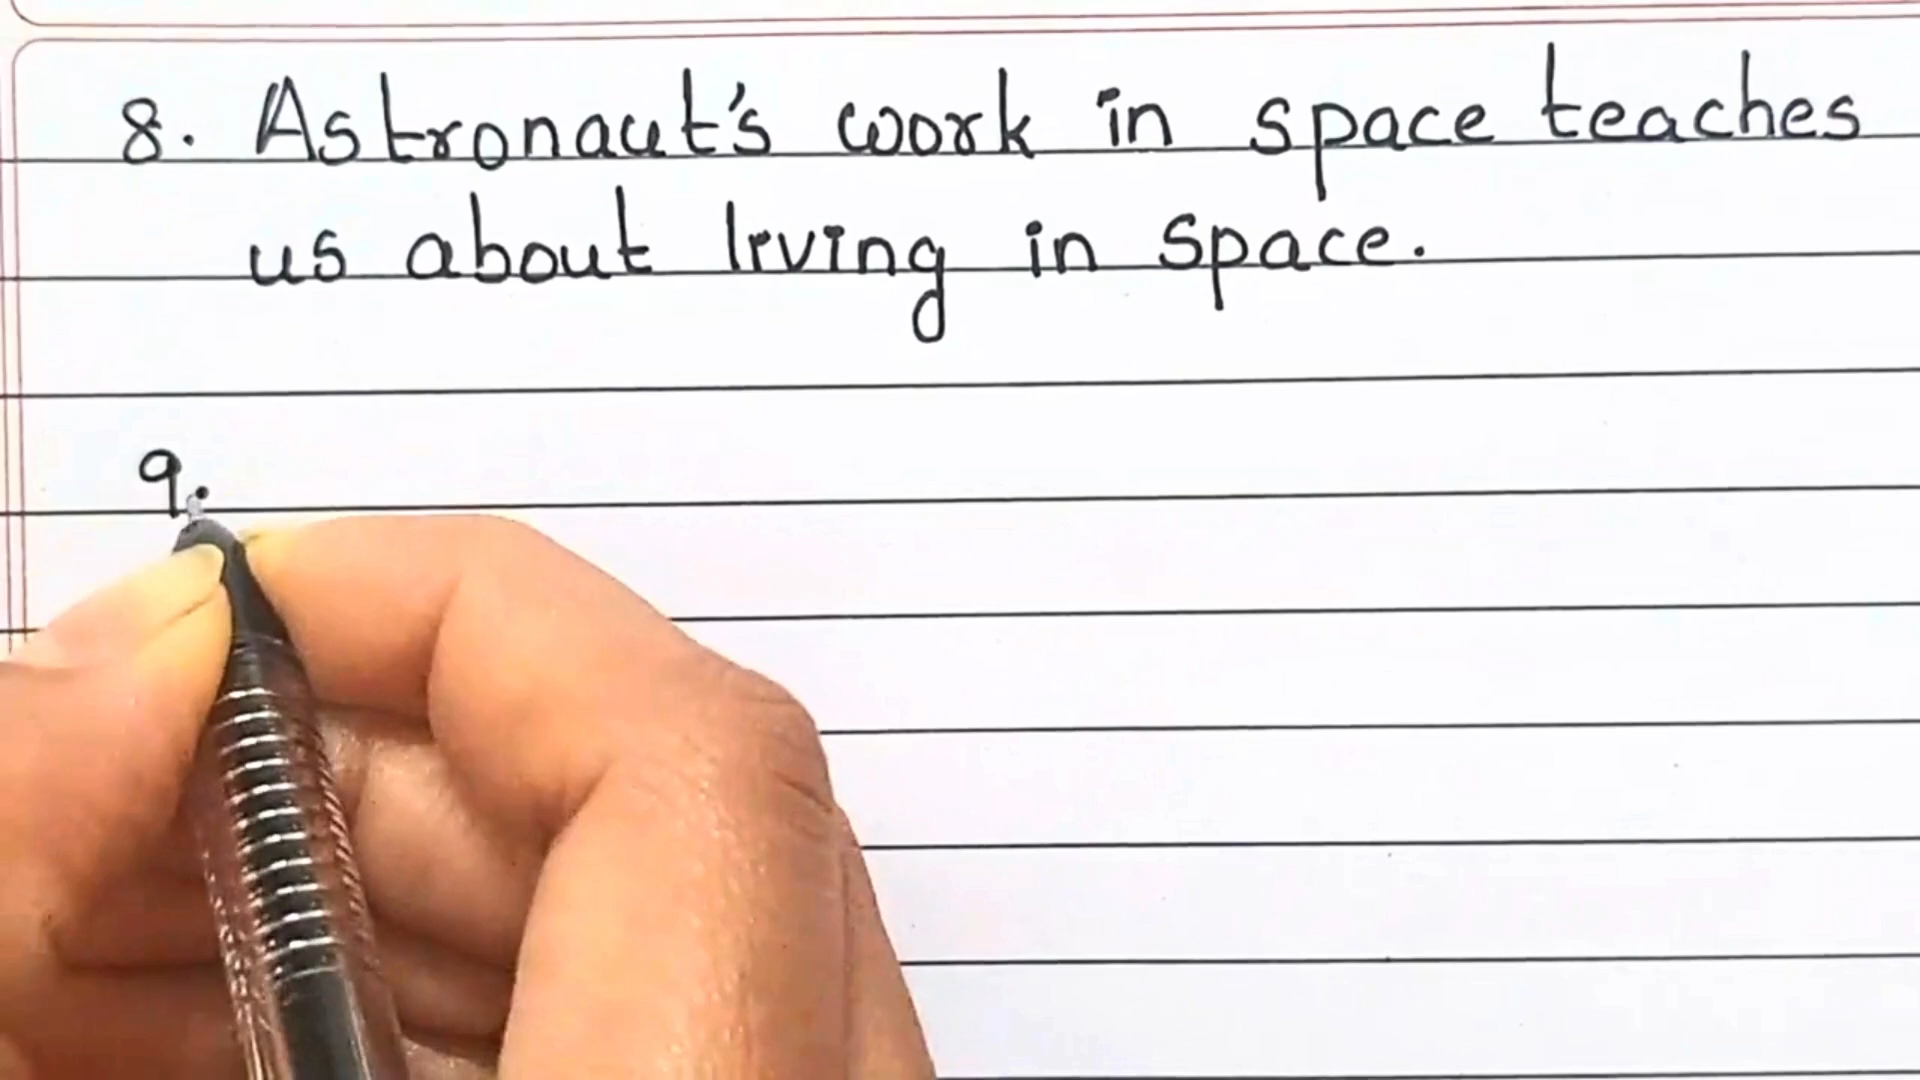 8. Astronaut's work in space teaches
us about living in space.
9.